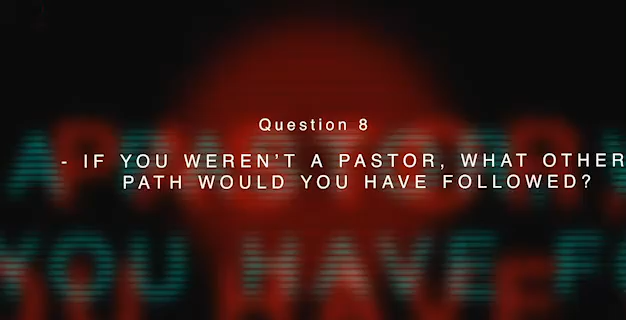 Question 8
- IF YOU WEREN'T A PASTOR, WHAT OTHER
PATH WOULD YOU HAVE FOLLOWED?